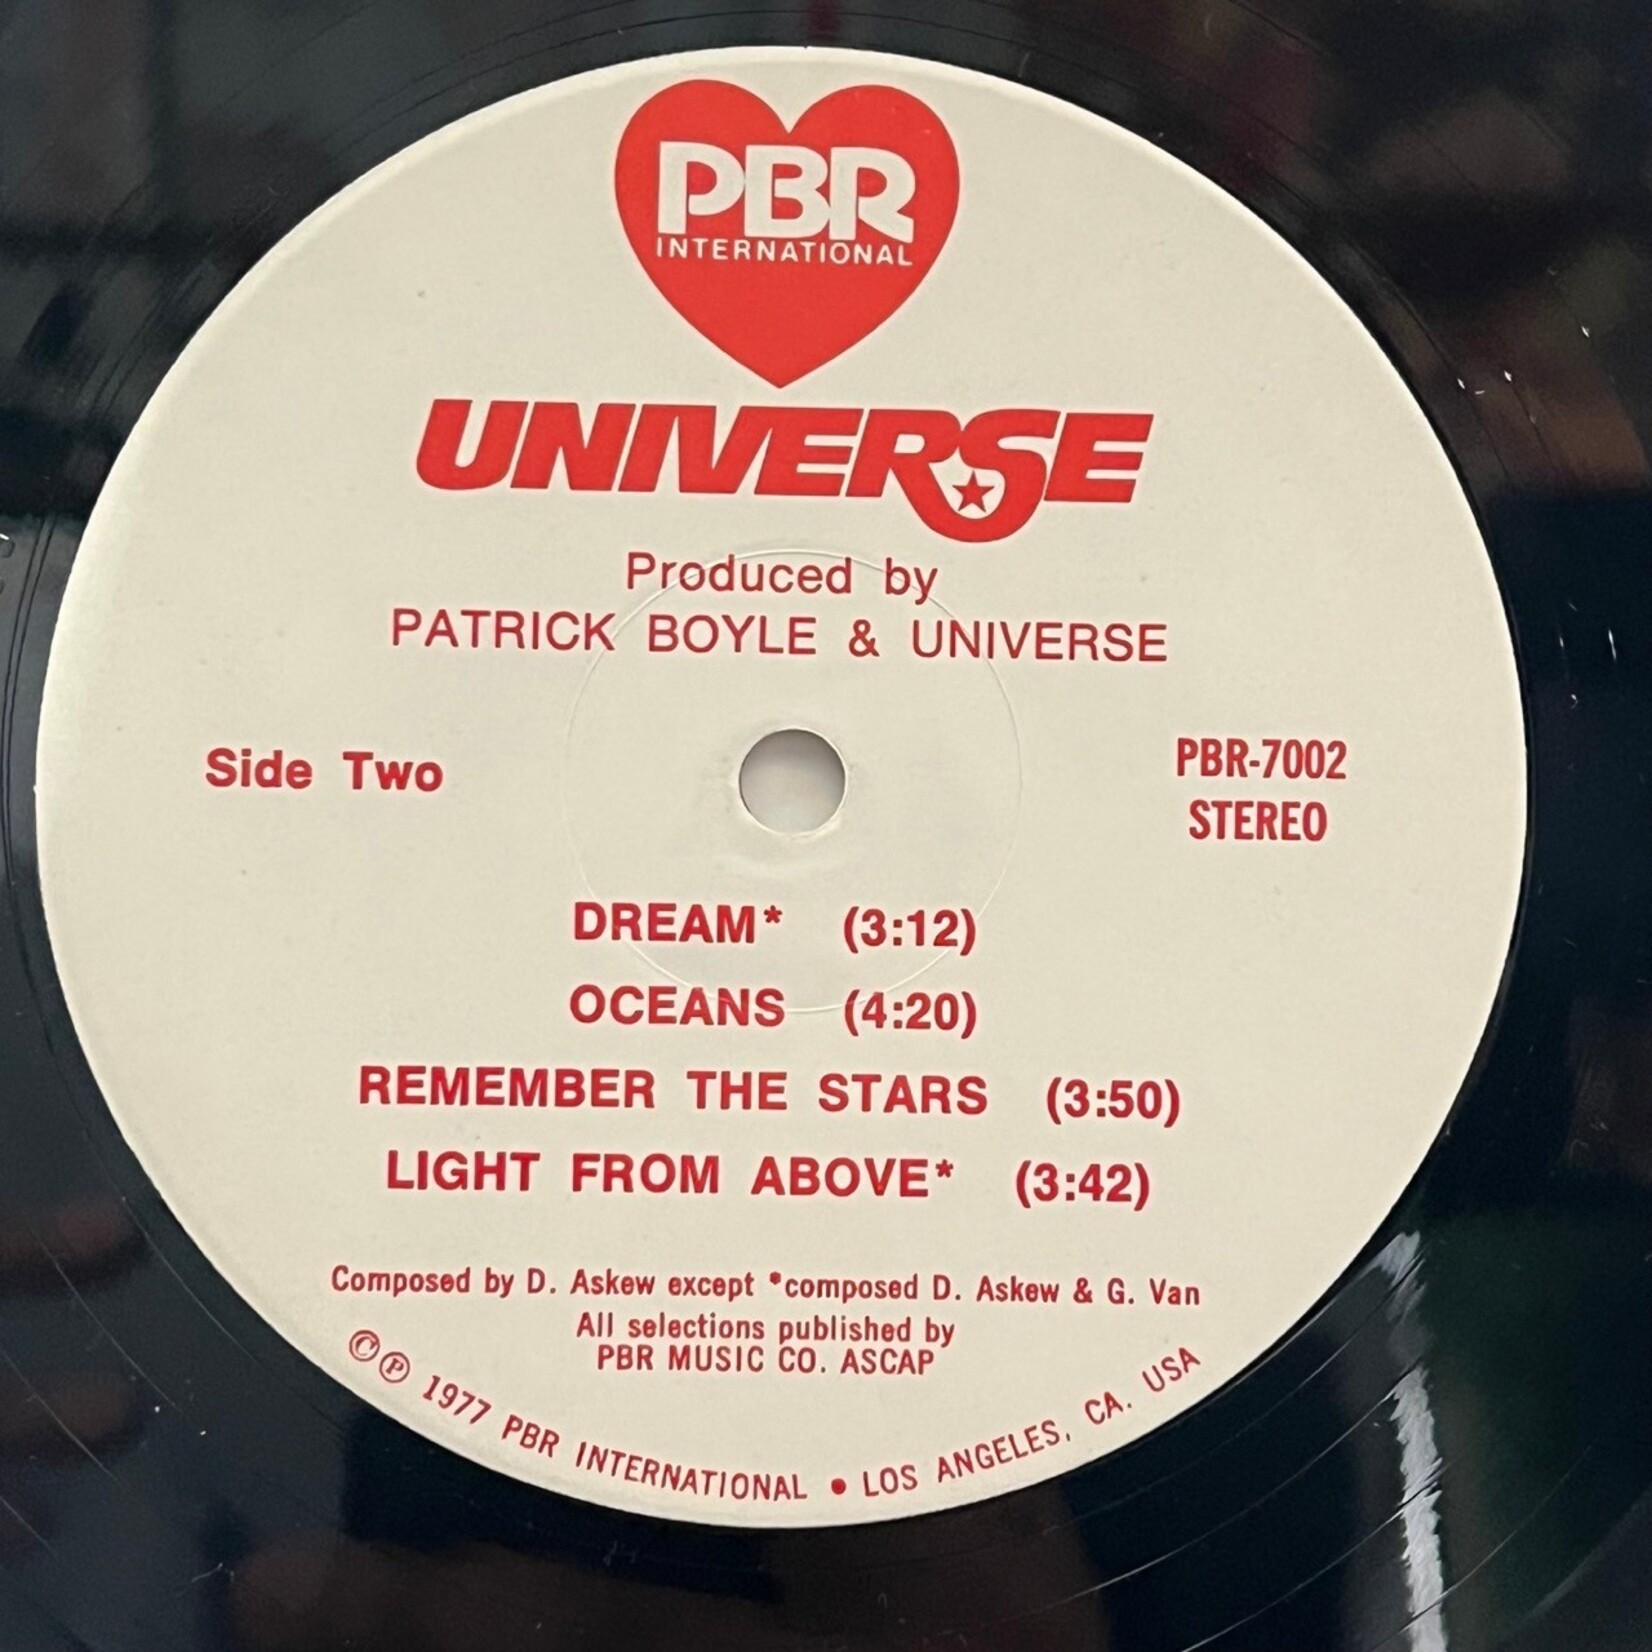 PBR
INTERNATIONAL
UNIVERSE
Produced by
PATRICK BOYLE & UNIVERSE
Side Two
PBR-7002
STEREO
DREAM* (3:12)
OCEANS (4:20)
REMEMBER THE STARS (3:50)
LIGHT FROM ABOVE* (3:42)
Composed by D. Askew except *composed D. Askew & G. Van
All selections published by
PBR MUSIC CO. ASCAP
© ℗ 1977 PBR INTERNATIONAL • LOS ANGELES, CA. USA